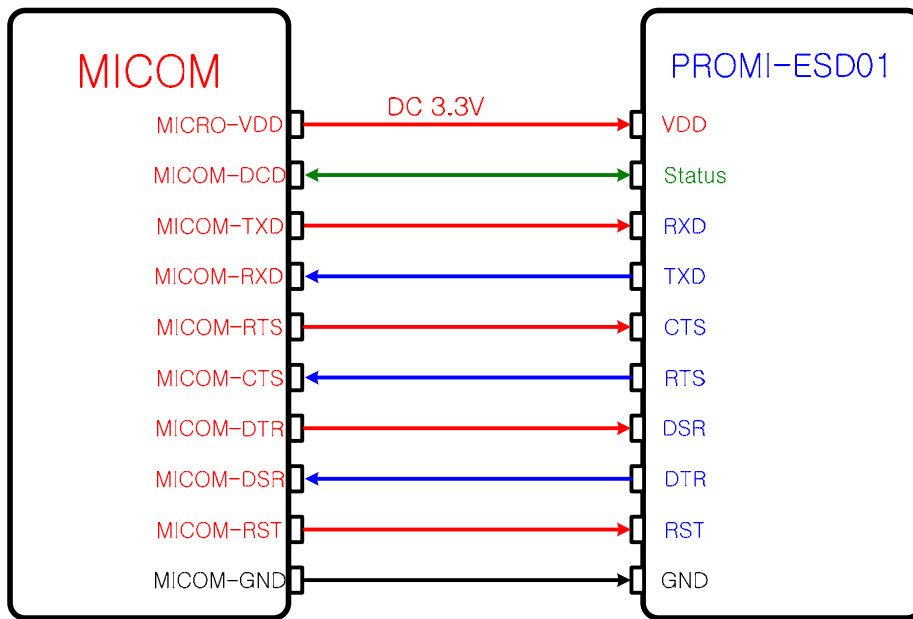 MICOM PROMI-ESD01
DC 3.3V
MICRO-VDD VDD
MICOM-DCD Status
MICOM-TXD RXD
MICOM-RXD TXD
MICOM-RTS CTS
MICOM-CTS RTS
MICOM-DTR DSR
MICOM-DSR DTR
MICOM-RST RST
MICOM-GND GND